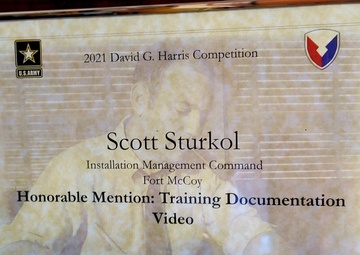 2021 David G. Harris Competition
U.S. ARMY
Scott Sturkol
Installation Management Command
Fort McCoy
Honorable Mention: Training Documentation
Video